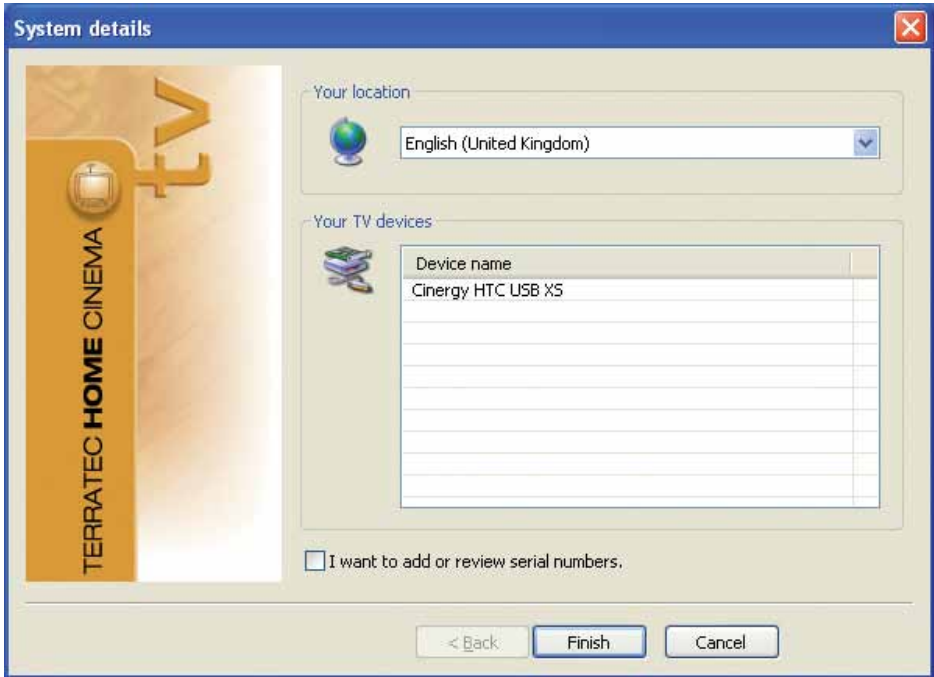 System details
tv
TERRATEC HOME CINEMA
Your location
English (United Kingdom)
Your TV devices
Device name
Cinergy HTC USB XS
I want to add or review serial numbers.
< Back
Finish
Cancel